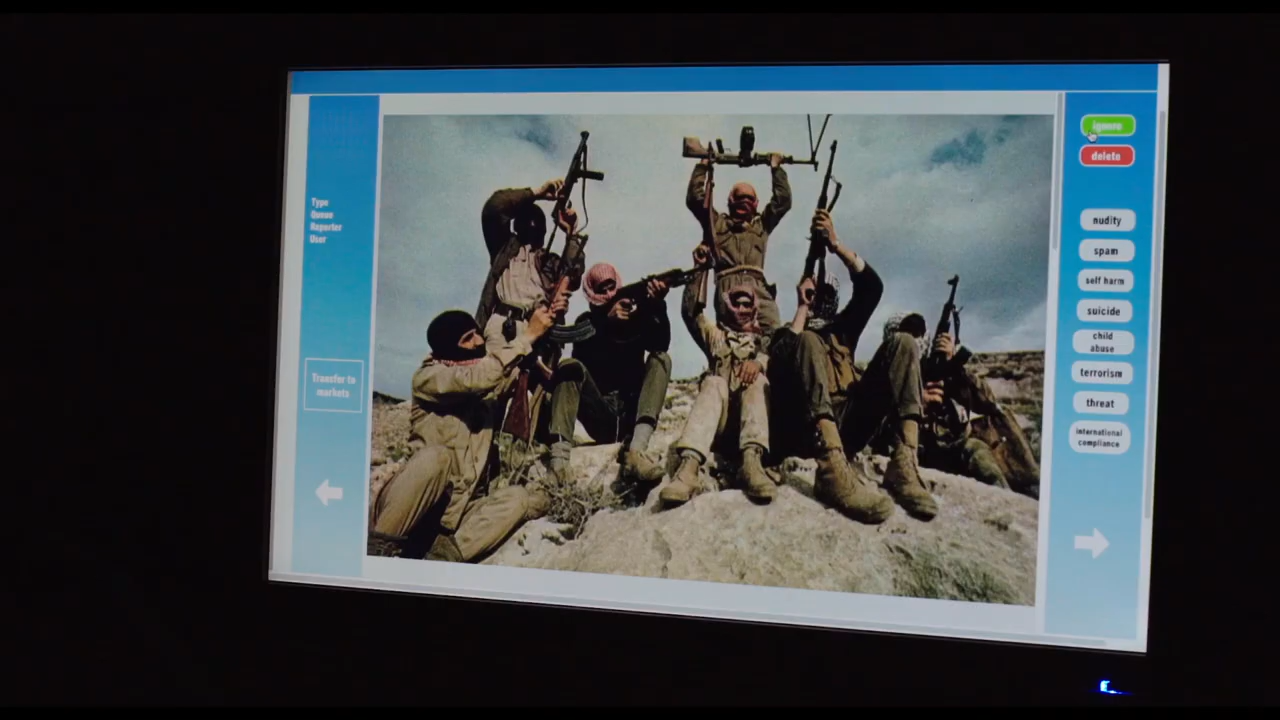 Type
Queue
Reporter
User
Transfer to
markets
ignore
delete
nudity
spam
self harm
suicide
child
abuse
terrorism
threat
international
compliance